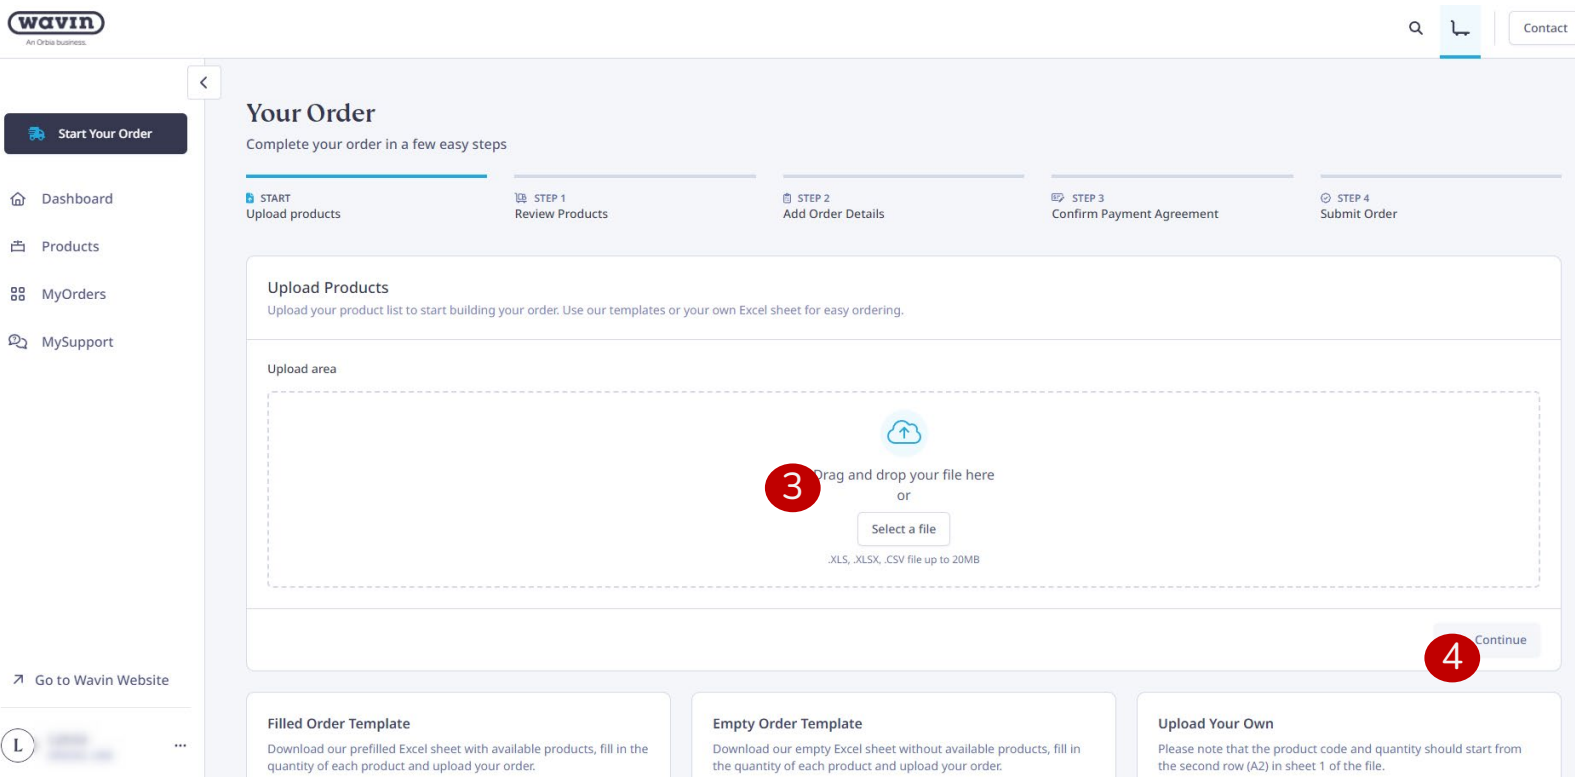 wavin
An Orbia business.
Contact
Start Your Order
Dashboard
Products
MyOrders
MySupport
Go to Wavin Website
L
...
Your Order
Complete your order in a few easy steps
START
Upload products
STEP 1
Review Products
STEP 2
Add Order Details
STEP 3
Confirm Payment Agreement
STEP 4
Submit Order
Upload Products
Upload your product list to start building your order. Use our templates or your own Excel sheet for easy ordering.
Upload area
3
Drag and drop your file here
or
Select a file
.XLS, .XLSX, .CSV file up to 20MB
4
Continue
Filled Order Template
Download our prefilled Excel sheet with available products, fill in the
quantity of each product and upload your order.
Empty Order Template
Download our empty Excel sheet without available products, fill in
the quantity of each product and upload your order.
Upload Your Own
Please note that the product code and quantity should start from
the second row (A2) in sheet 1 of the file.